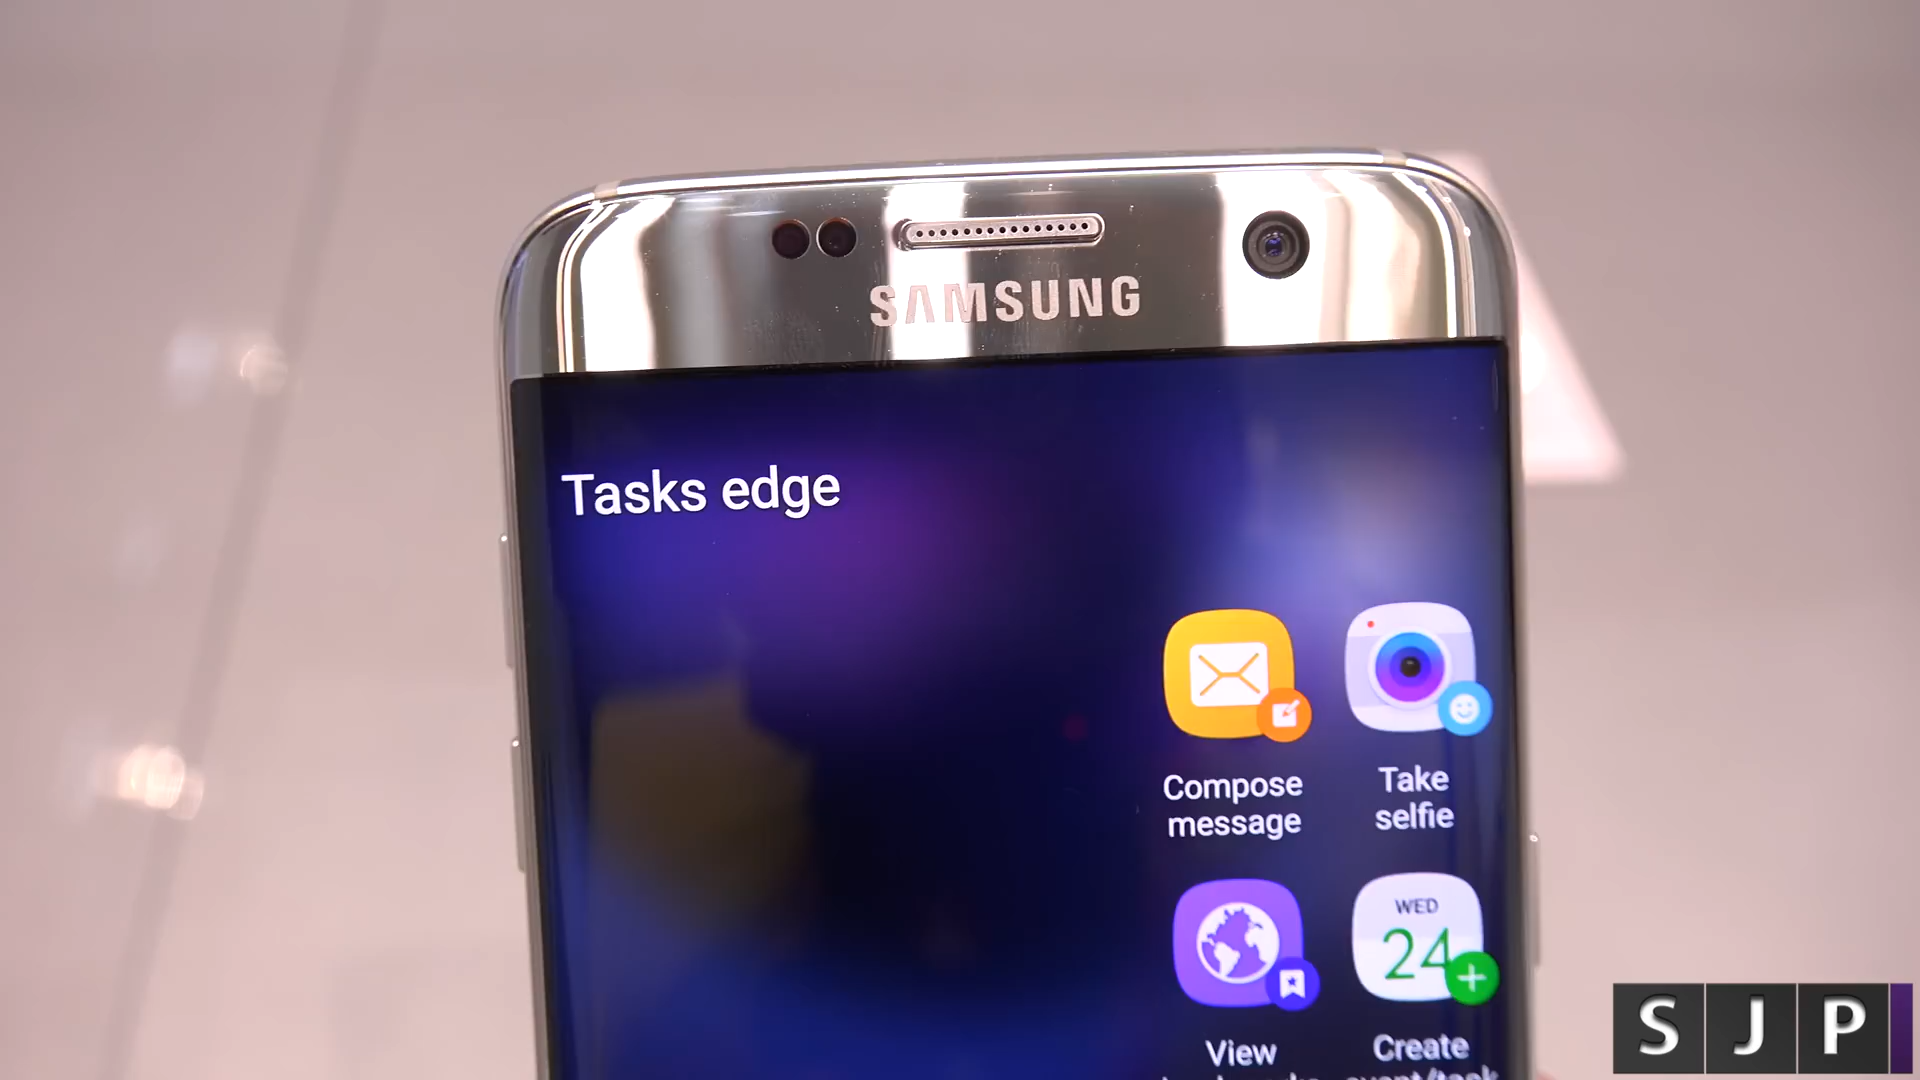 SAMSUNG
Tasks edge
Compose
message
Take
selfie
WED
24
View
Create
SJP